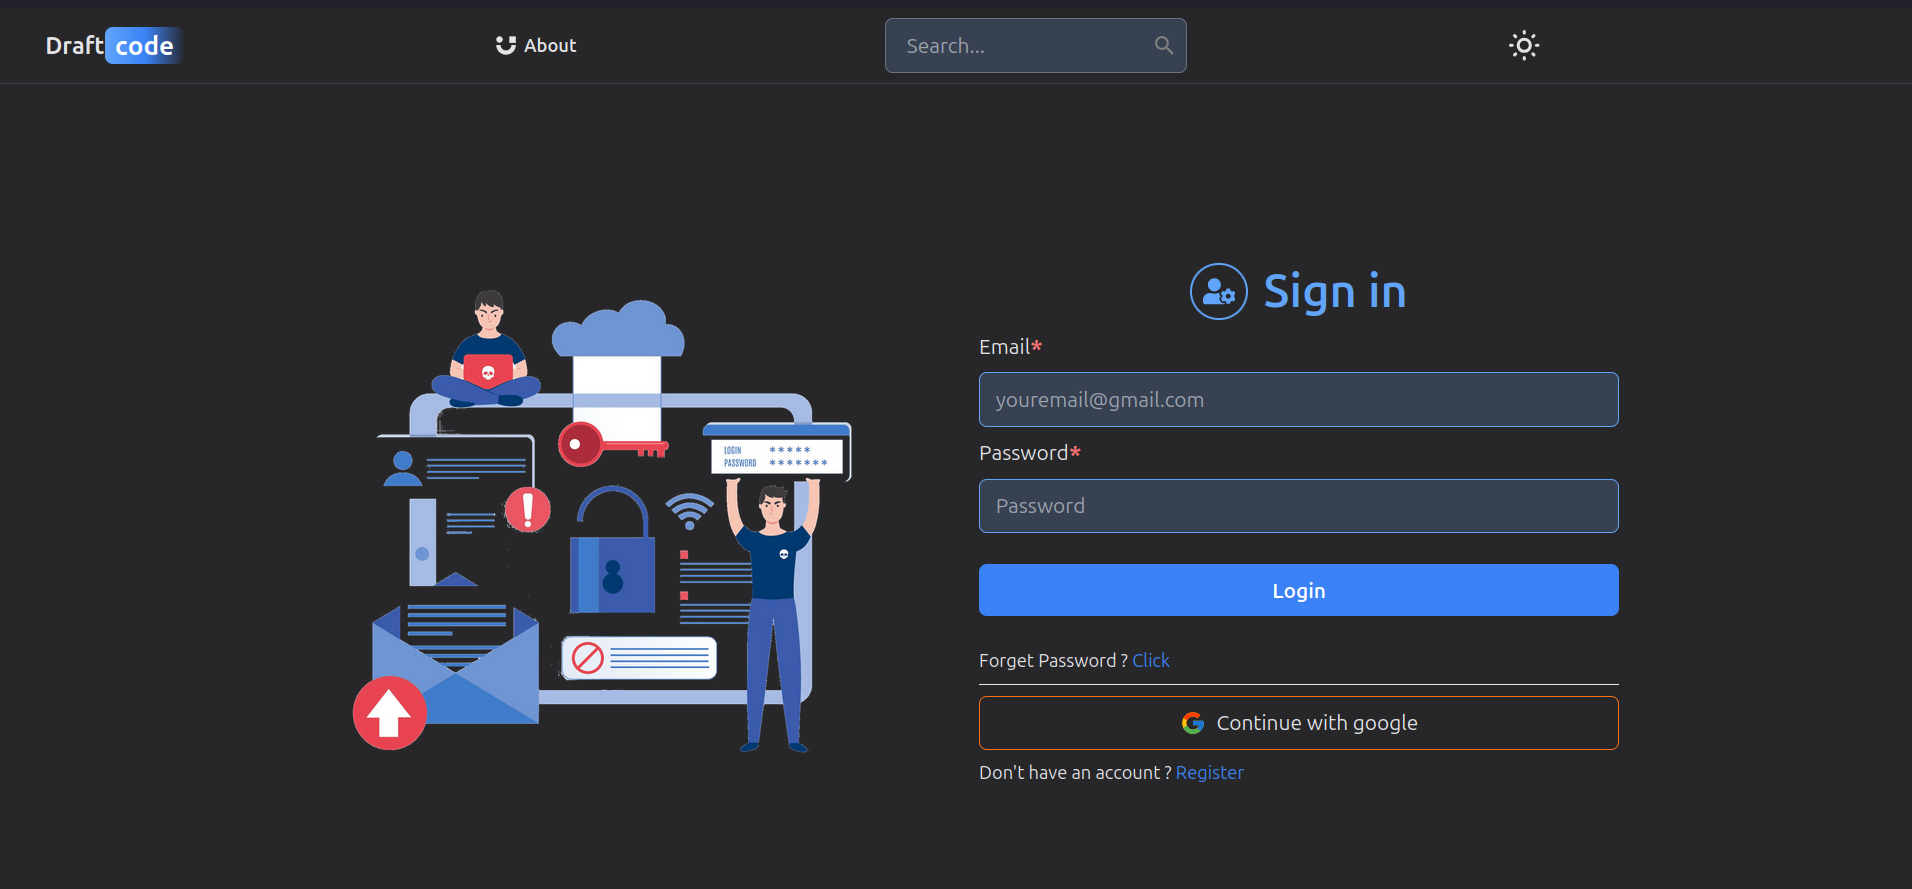 Draft code
About
Search...
Sign in
Email*
youremail@gmail.com
Password*
Password
Login
Forget Password ? Click
Continue with google
Don't have an account ? Register
LOGIN *****
PASSWORD *******